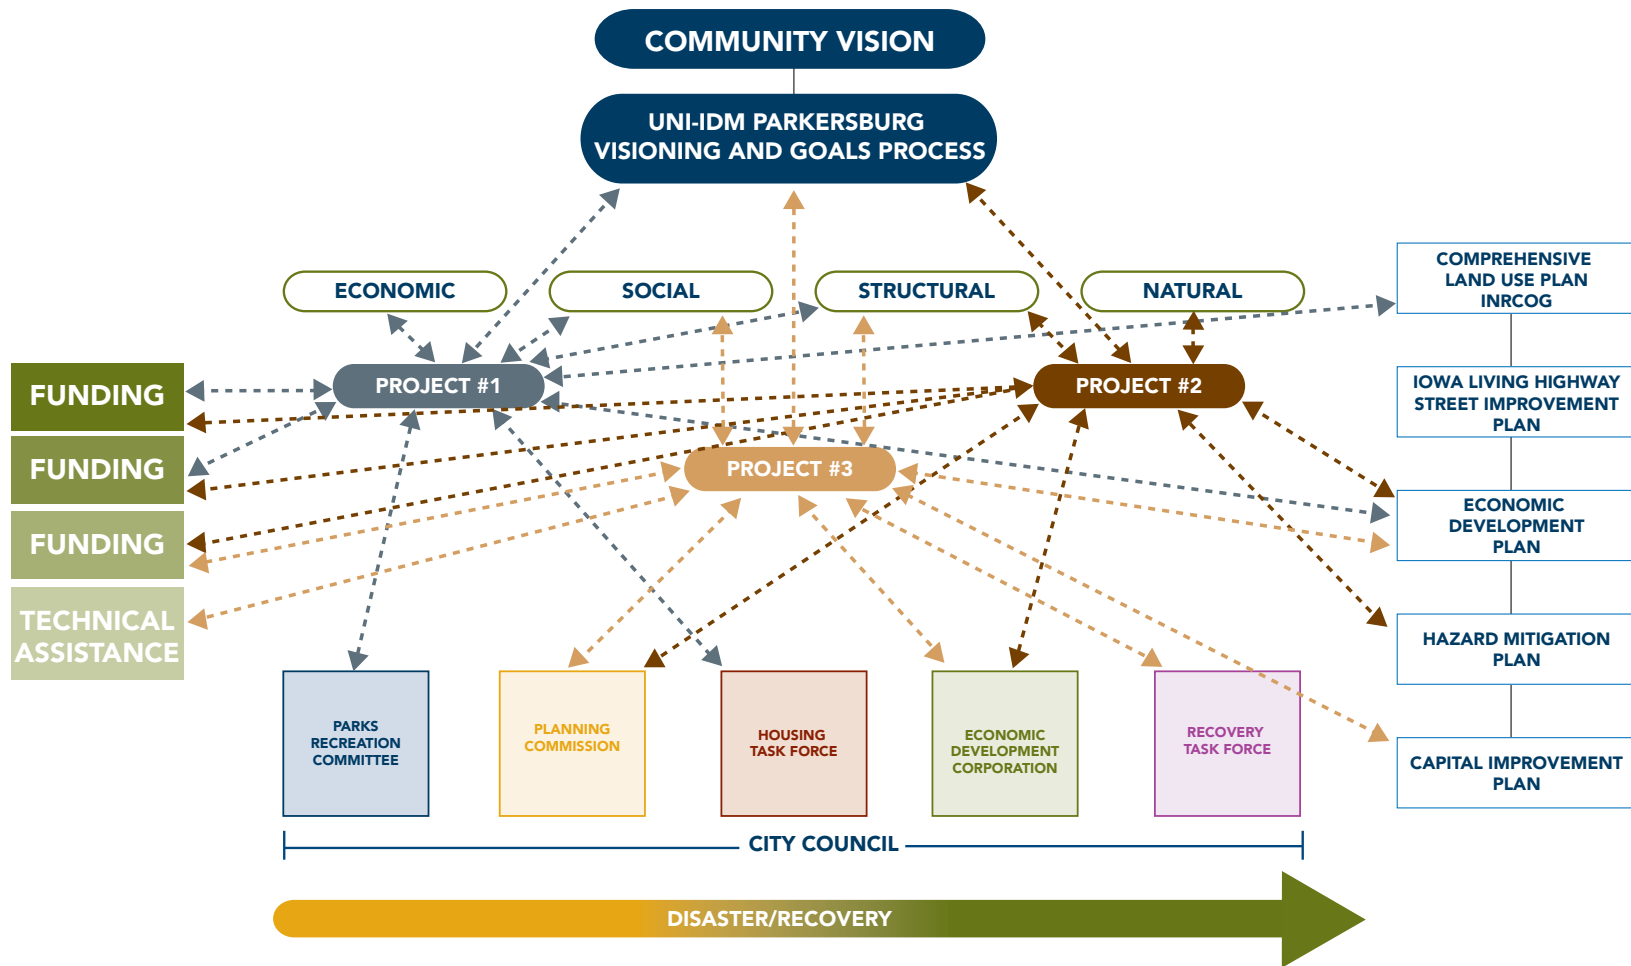 COMMUNITY VISION
UNI-IDM PARKERSBURG
VISIONING AND GOALS PROCESS
ECONOMIC
SOCIAL
STRUCTURAL
NATURAL
COMPREHENSIVE
LAND USE PLAN
INRCOG
FUNDING
PROJECT #1
PROJECT #2
IOWA LIVING HIGHWAY
STREET IMPROVEMENT
PLAN
FUNDING
PROJECT #3
FUNDING
ECONOMIC
DEVELOPMENT
PLAN
TECHNICAL
ASSISTANCE
HAZARD MITIGATION
PLAN
PARKS
RECREATION
COMMITTEE
PLANNING
COMMISSION
HOUSING
TASK FORCE
ECONOMIC
DEVELOPMENT
CORPORATION
RECOVERY
TASK FORCE
CAPITAL IMPROVEMENT
PLAN
CITY COUNCIL
DISASTER/RECOVERY